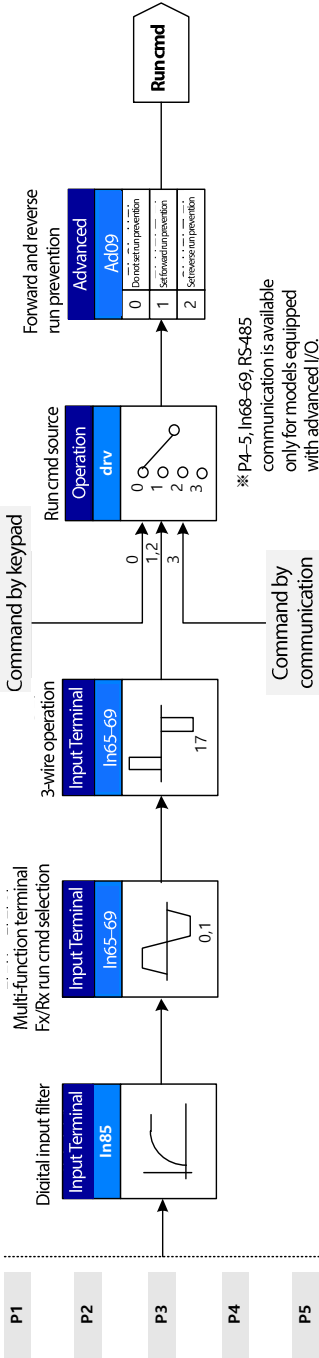 P1
P2
P3
P4
P5
Digital input filter
Input Terminal
In85
Multi-function terminal
Fx/Rx run cmd selection
Input Terminal
In65–69
0,1
3-wire operation
Input Terminal
In65–69
17
Command by keypad
0
1,2
3
Command by
communication
Run cmd source
Operation
drv
0
1
2
3
※P4–5, In68–69, RS-485
communication is available
only for models equipped
with advanced I/O.
Forward and reverse
run prevention
Advanced
Ad09
0 Do not set run prevention
1 Set forward run prevention
2 Set reverse run prevention
Run cmd